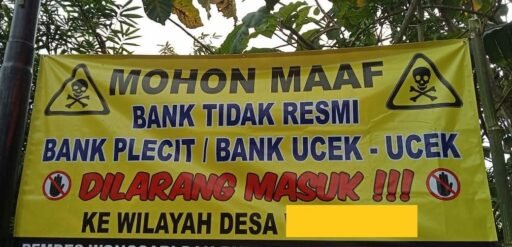 MOHON MAAF
BANK TIDAK RESMI
BANK PLECIT / BANK UCEK - UCEK
DILARANG MASUK !!!
KE WILAYAH DESA